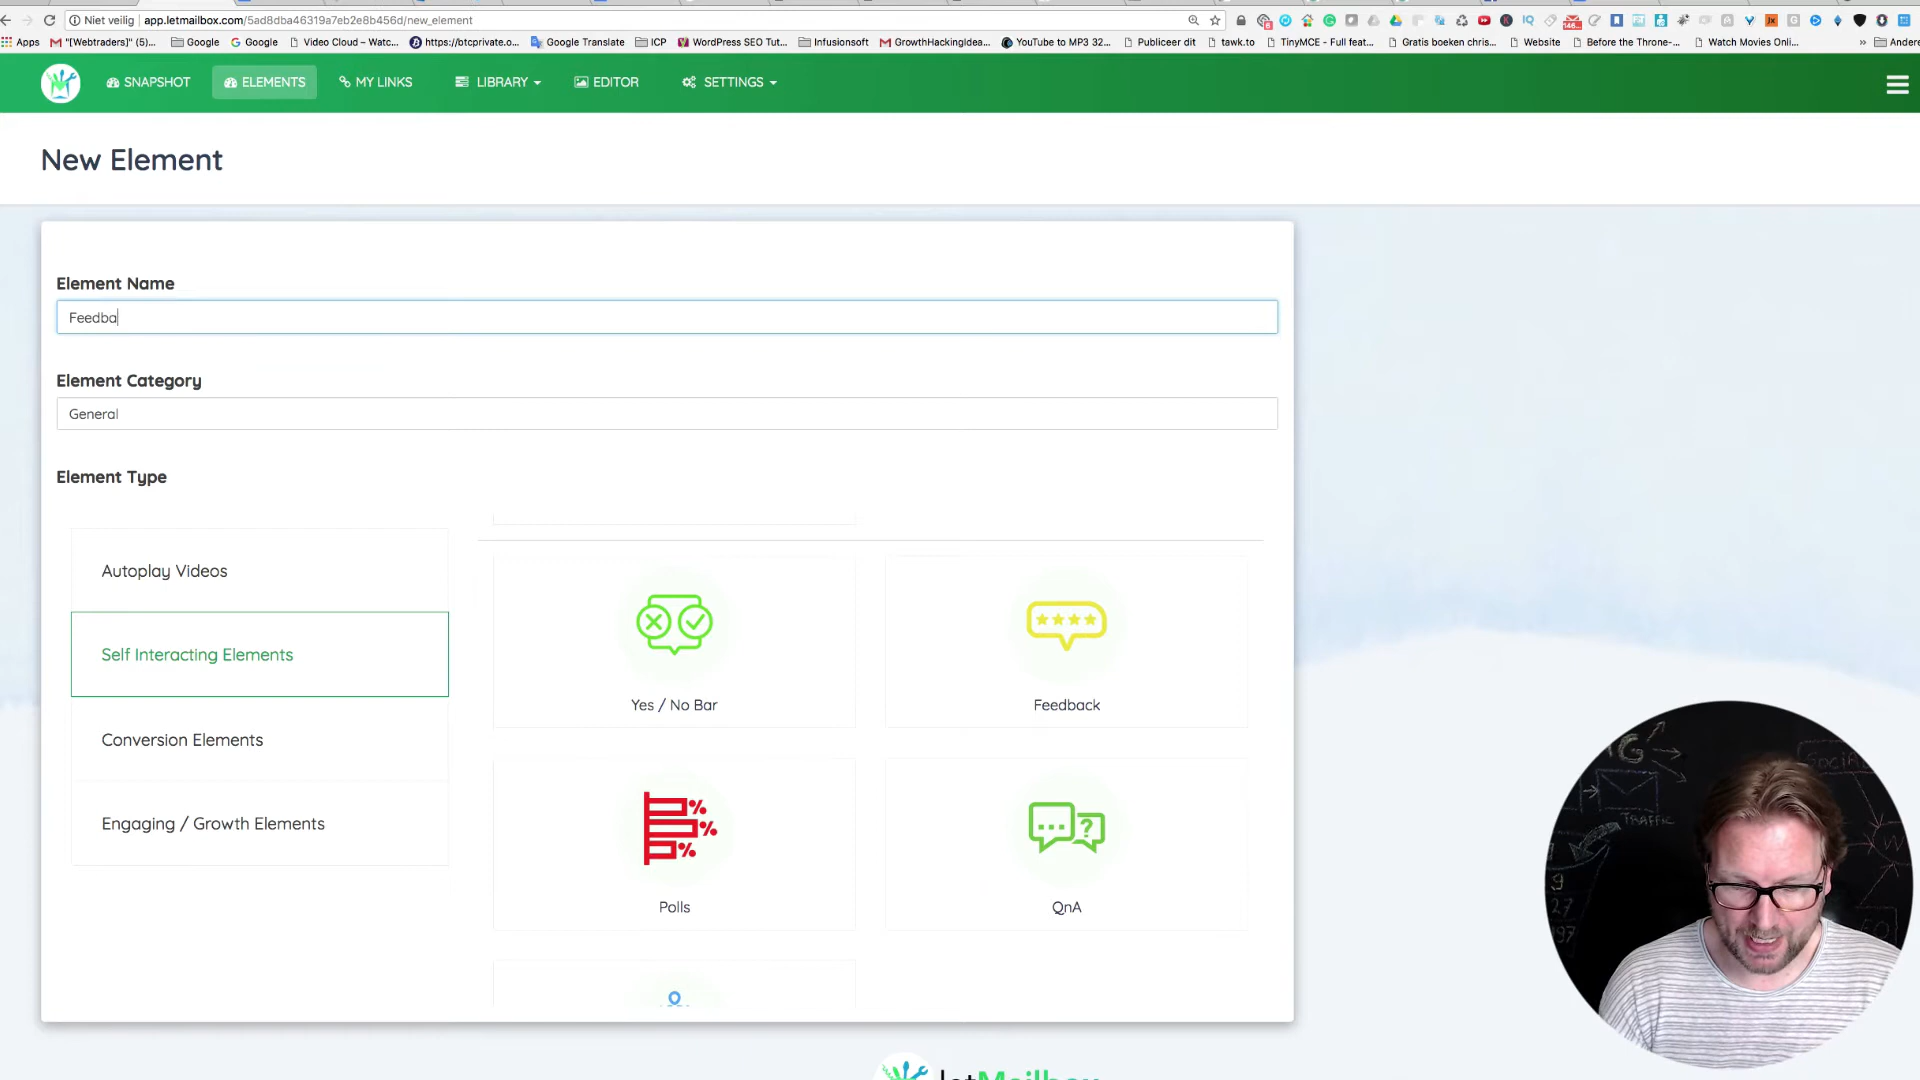 Niet veilig app.letmailbox.com/5ad8dba46319a7eb2e8b456d/new_element
Apps "[Webtraders]" (5)... Google Google Video Cloud – Watc... https://btcprivate.o... Google Translate ICP WordPress SEO Tut... Infusionsoft GrowthHackingIdea... YouTube to MP3 32... Publiceer dit tawk.to TinyMCE - Full feat... Gratis boeken chris... Website Before the Throne-... Watch Movies Onli... » Andere
SNAPSHOT ELEMENTS MY LINKS LIBRARY EDITOR SETTINGS
New Element
Element Name
Feedba
Element Category
General
Element Type
Autoplay Videos
Self Interacting Elements
Conversion Elements
Engaging / Growth Elements
Yes / No Bar
Feedback
Polls
QnA
TRAFFIC